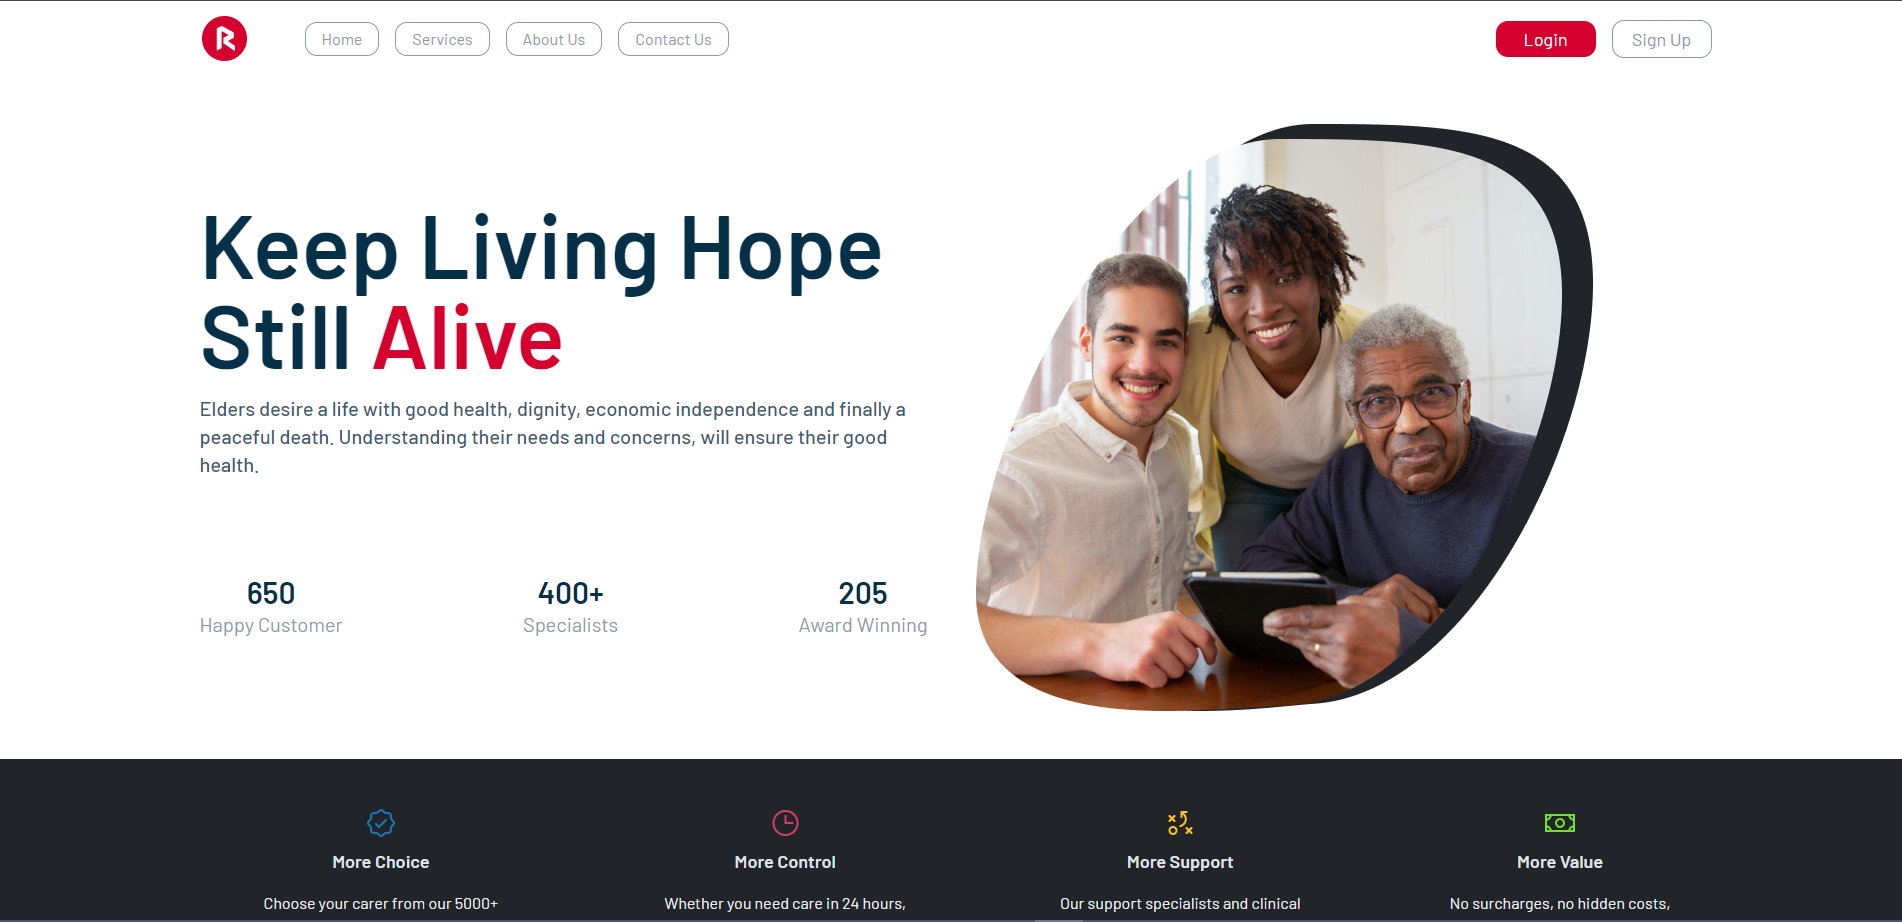 Home
Services
About Us
Contact Us
Login
Sign Up
Keep Living Hope
Still Alive
Elders desire a life with good health, dignity, economic independence and finally a
peaceful death. Understanding their needs and concerns, will ensure their good
health.
650
Happy Customer
400+
Specialists
205
Award Winning
More Choice
Choose your carer from our 5000+
More Control
Whether you need care in 24 hours,
More Support
Our support specialists and clinical
More Value
No surcharges, no hidden costs,